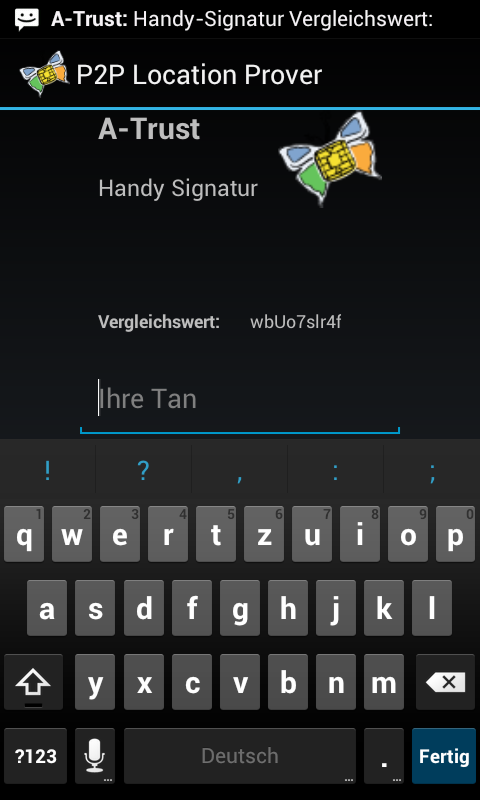 A-Trust: Handy-Signatur Vergleichswert:
P2P Location Prover
A-Trust
Handy Signatur
Vergleichswert: wbUo7slr4f
Ihre Tan
! ? , : ;
1 2 3 4 5 6 7 8 9 0
q w e r t z u i o p
a s d f g h j k l
y x c v b n m
?123 ... Deutsch ... . ... Fertig